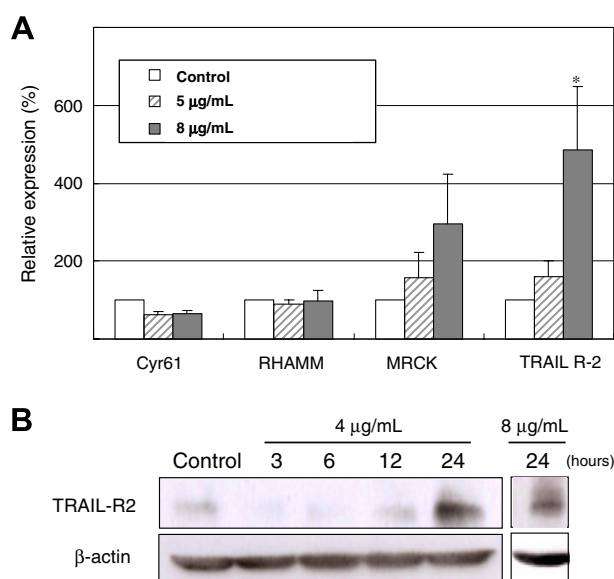 A
Relative expression (%)
600
400
200
Control
5 μg/mL
8 μg/mL
*
Cyr61 RHAMM MRCK TRAIL R-2
B
4 μg/mL 8 μg/mL
Control 3 6 12 24 24 (hours)
TRAIL-R2
β-actin